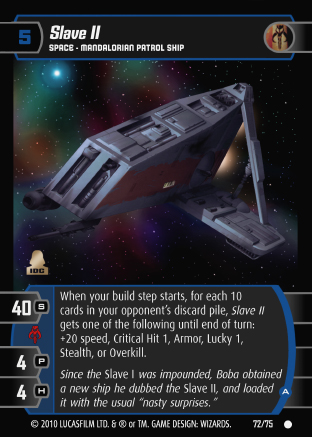 5
Slave II
SPACE - MANDALORIAN PATROL SHIP
IDC
40 S
4 P
4 H
When your build step starts, for each 10
cards in your opponent's discard pile, Slave II
gets one of the following until end of turn:
+20 speed, Critical Hit 1, Armor, Lucky 1,
Stealth, or Overkill.
Since the Slave I was impounded, Boba obtained
a new ship he dubbed the Slave II, and loaded
it with the usual "nasty surprises."
A
© 2010 LUCASFILM LTD. & ® or TM. GAME DESIGN: WIZARDS. 72/75